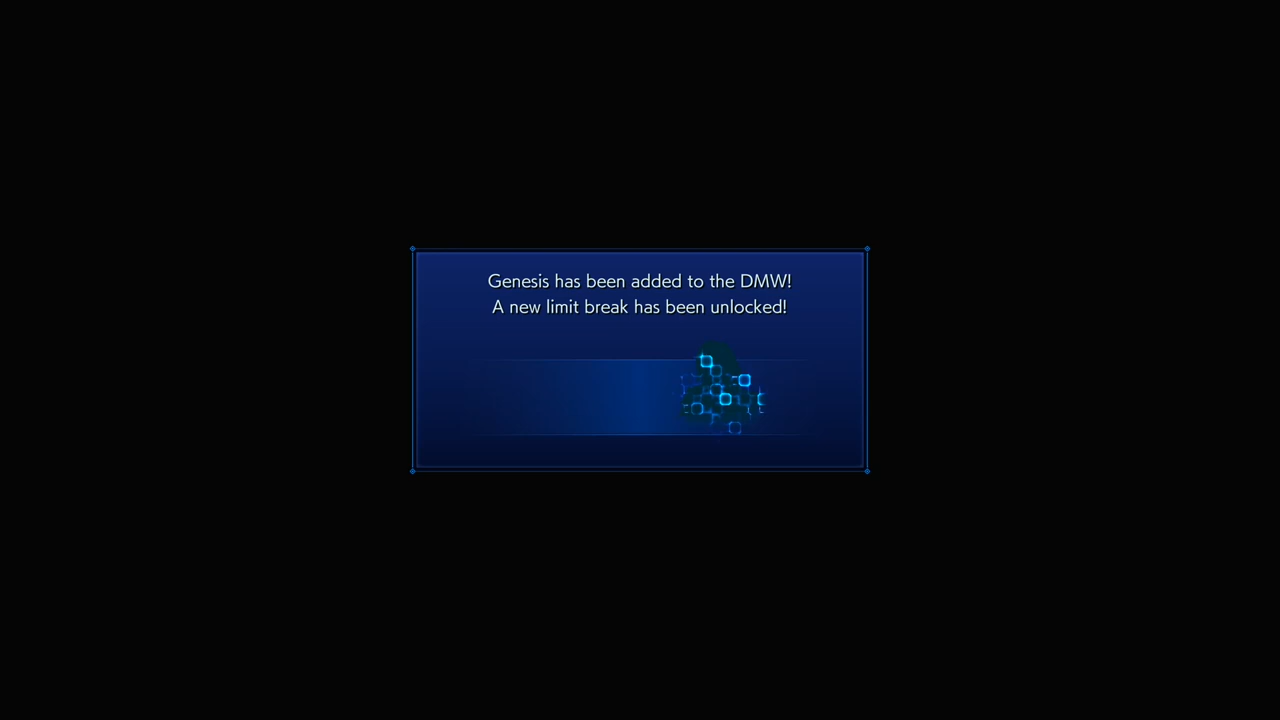 Genesis has been added to the DMW!
A new limit break has been unlocked!